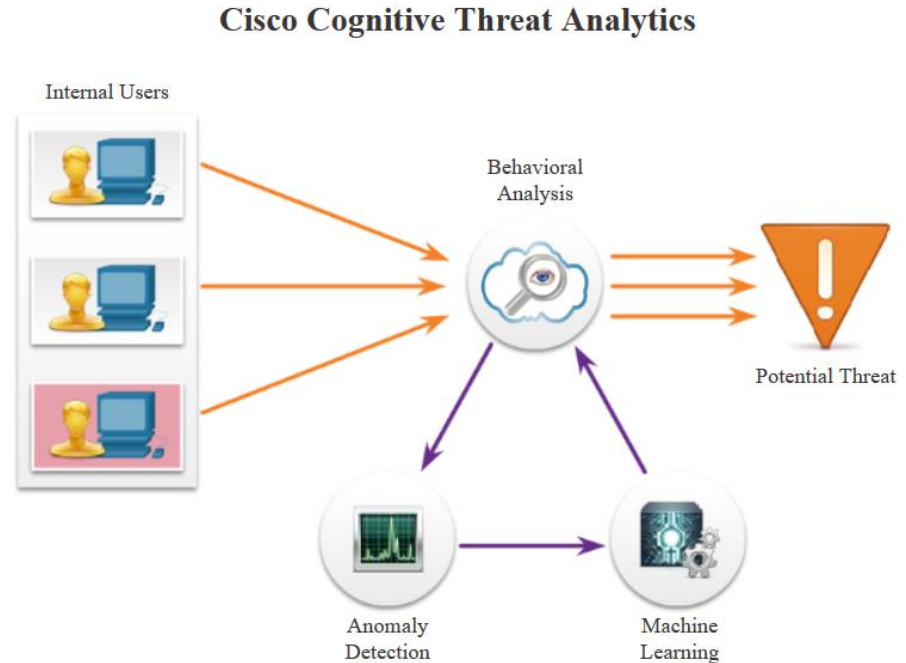 Cisco Cognitive Threat Analytics
Internal Users
Behavioral
Analysis
Potential Threat
Anomaly
Detection
Machine
Learning